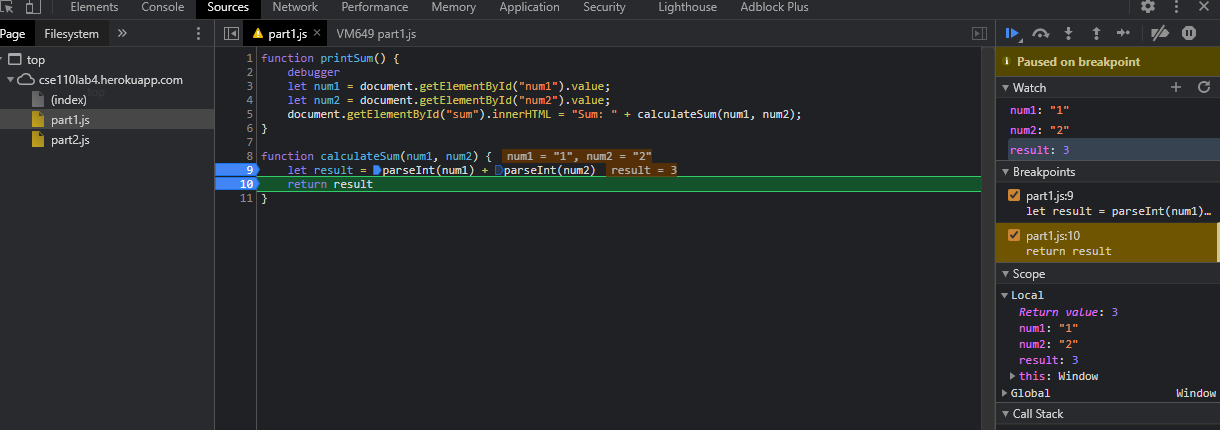 Elements Console Sources Network Performance Memory Application Security Lighthouse Adblock Plus
Page Filesystem »
top
cse110lab4.herokuapp.com
top
(index)
part1.js
part2.js
part1.js × VM649 part1.js
1 function printSum() {
2 debugger
3 let num1 = document.getElementById("num1").value;
4 let num2 = document.getElementById("num2").value;
5 document.getElementById("sum").innerHTML = "Sum: " + calculateSum(num1, num2);
6 }
7
8 function calculateSum(num1, num2) { num1 = "1", num2 = "2"
9 let result = parseInt(num1) + parseInt(num2) result = 3
10 return result
11 }
Paused on breakpoint
Watch
num1: "1"
num2: "2"
result: 3
Breakpoints
part1.js:9
let result = parseInt(num1)…
part1.js:10
return result
Scope
Local
Return value: 3
num1: "1"
num2: "2"
result: 3
this: Window
Global Window
Call Stack